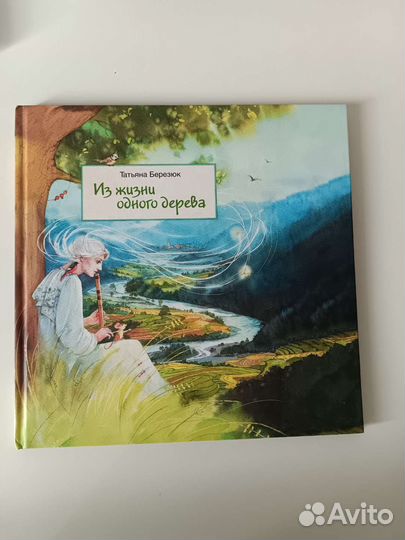 Татьяна Березюк
Из жизни
одного дерева
Avito